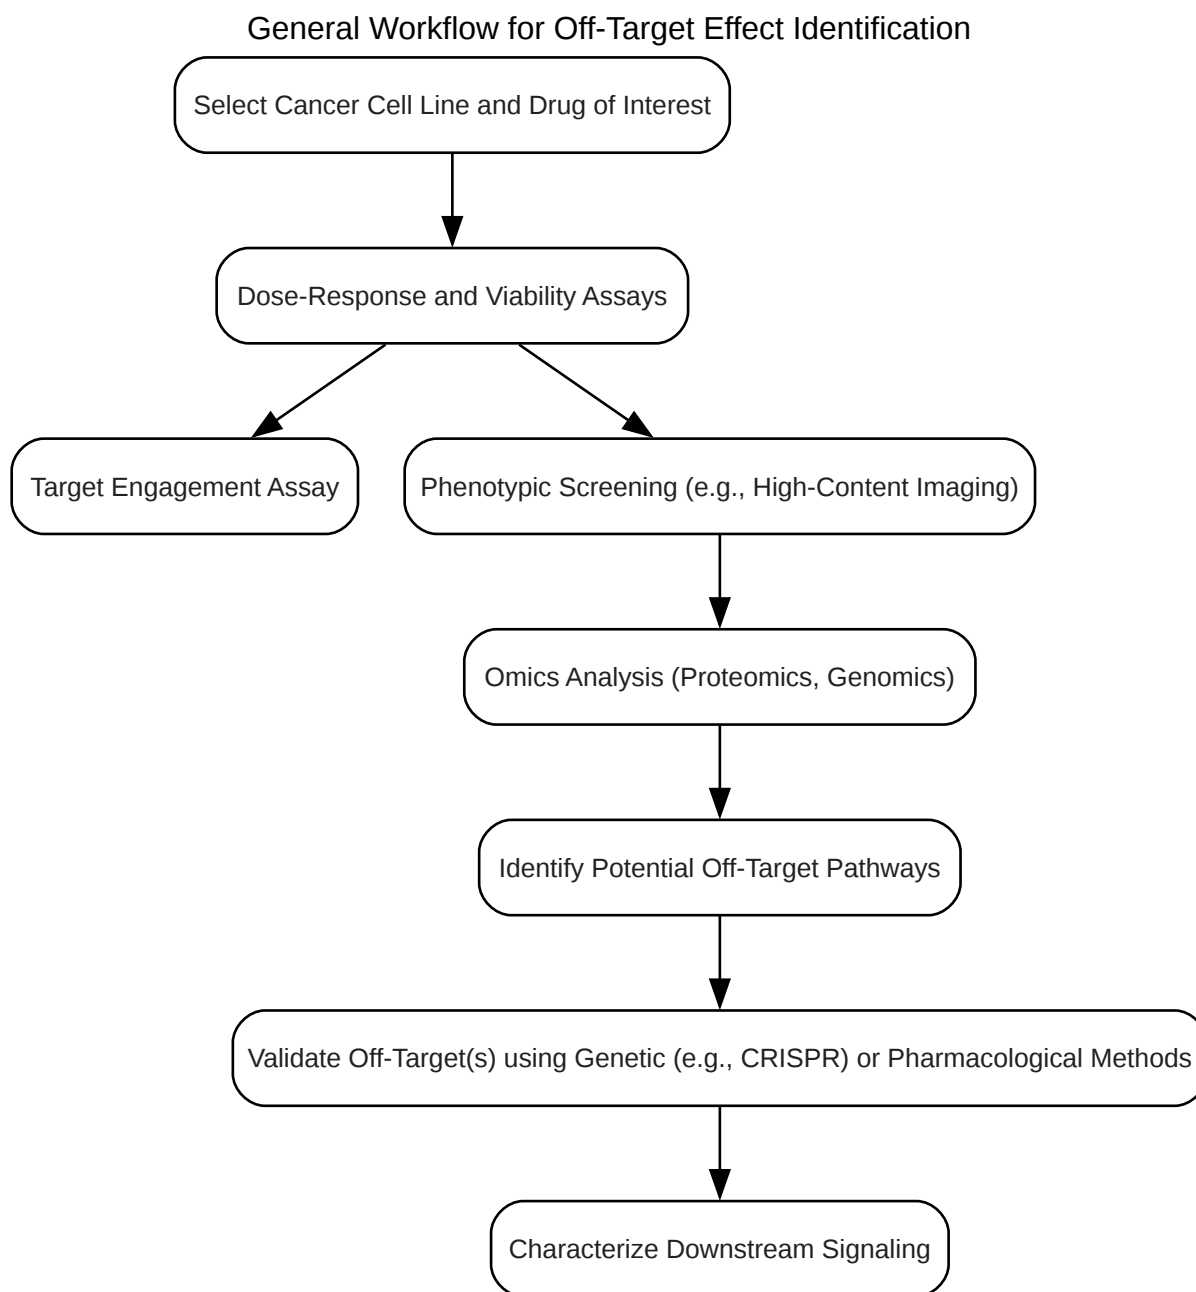 General Workflow for Off-Target Effect Identification
Select Cancer Cell Line and Drug of Interest
Dose-Response and Viability Assays
Target Engagement Assay
Phenotypic Screening (e.g., High-Content Imaging)
Omics Analysis (Proteomics, Genomics)
Identify Potential Off-Target Pathways
Validate Off-Target(s) using Genetic (e.g., CRISPR) or Pharmacological Methods
Characterize Downstream Signaling